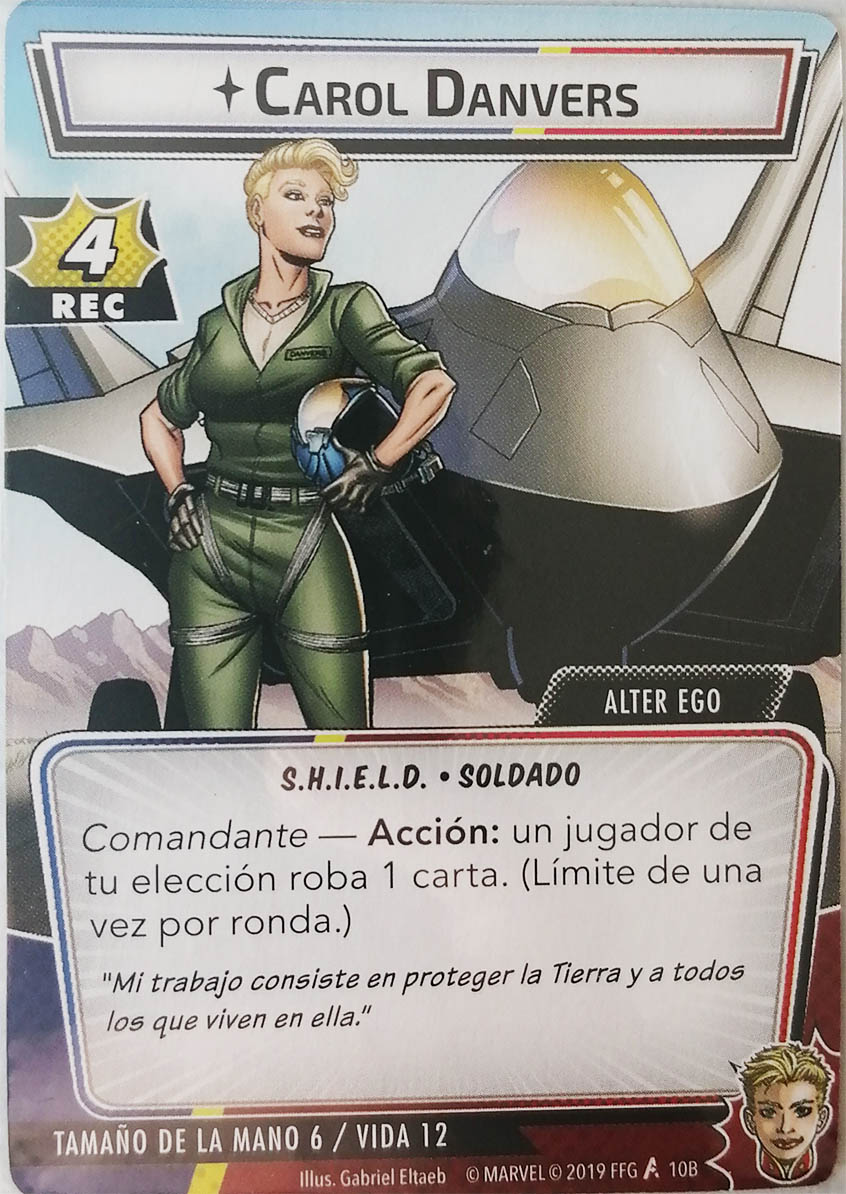 CAROL DANVERS
4
REC
DANVERS
ALTER EGO
S.H.I.E.L.D. • SOLDADO
Comandante — Acción: un jugador de
tu elección roba 1 carta. (Límite de una
vez por ronda.)
"Mi trabajo consiste en proteger la Tierra y a todos
los que viven en ella."
TAMAÑO DE LA MANO 6 / VIDA 12
Illus. Gabriel Eltaeb © MARVEL © 2019 FFG 10B